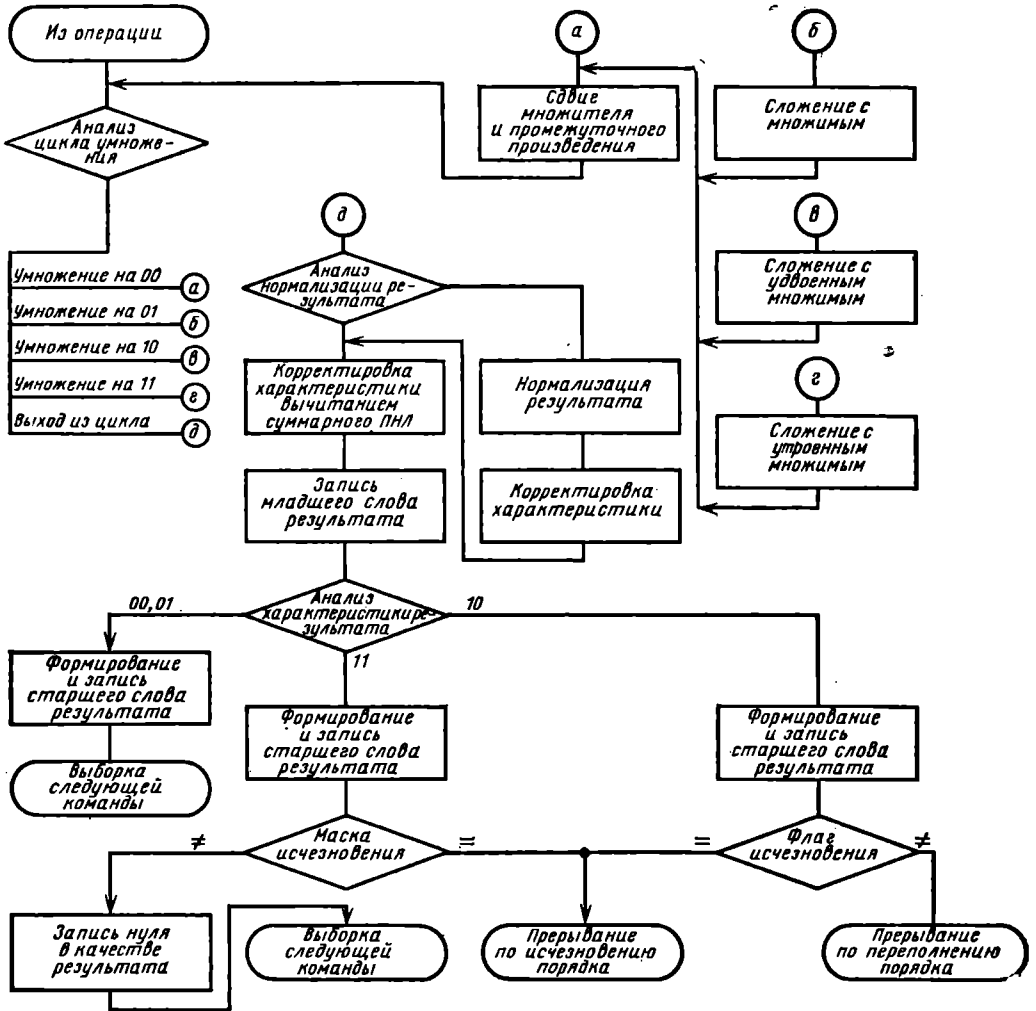 Из операции
а
б
Анализ
цикла умноже-
ния
Сдвиг
множителя
и промежуточного
произведения
Сложение с
множимым
д
в
Анализ
нормализации ре-
зультата
Сложение с
удвоенным
множимым
Умножение на 00
а
Умножение на 01
б
Умножение на 10
в
Умножение на 11
г
Выход из цикла
д
Корректировка
характеристики
вычитанием
суммарного ПНЛ
Нормализация
результата
г
Сложение с
утроенным
множимым
Запись
младшего слова
результата
Корректировка
характеристики
00,01
Анализ
характеристики ре-
зультата
10
11
Формирование
и запись
старшего слова
результата
Формирование
и запись
старшего слова
результата
Формирование
и запись
старшего слова
результата
Выборка
следующей
команды
≠
Маска
исчезновения
=
=
Флаг
исчезновения
≠
Запись нуля
в качестве
результата
Выборка
следующей
команды
Прерывание
по исчезновению
порядка
Прерывание
по переполнению
порядка